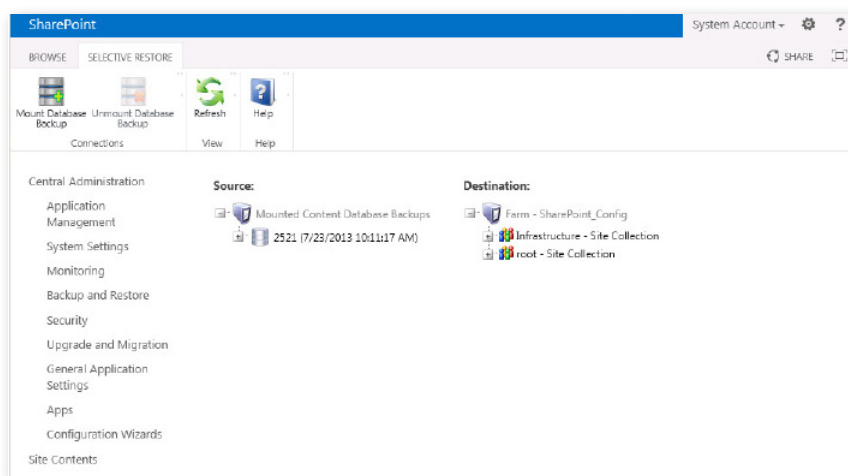 SharePoint
System Account
?
BROWSE
SELECTIVE RESTORE
SHARE
Mount Database
Backup
Unmount Database
Backup
Refresh
Help
Connections
View
Help
Central Administration
Application
Management
System Settings
Monitoring
Backup and Restore
Security
Upgrade and Migration
General Application
Settings
Apps
Configuration Wizards
Site Contents
Source:
Mounted Content Database Backups
2521 (7/23/2013 10:11:17 AM)
Destination:
Farm - SharePoint_Config
Infrastructure - Site Collection
root - Site Collection